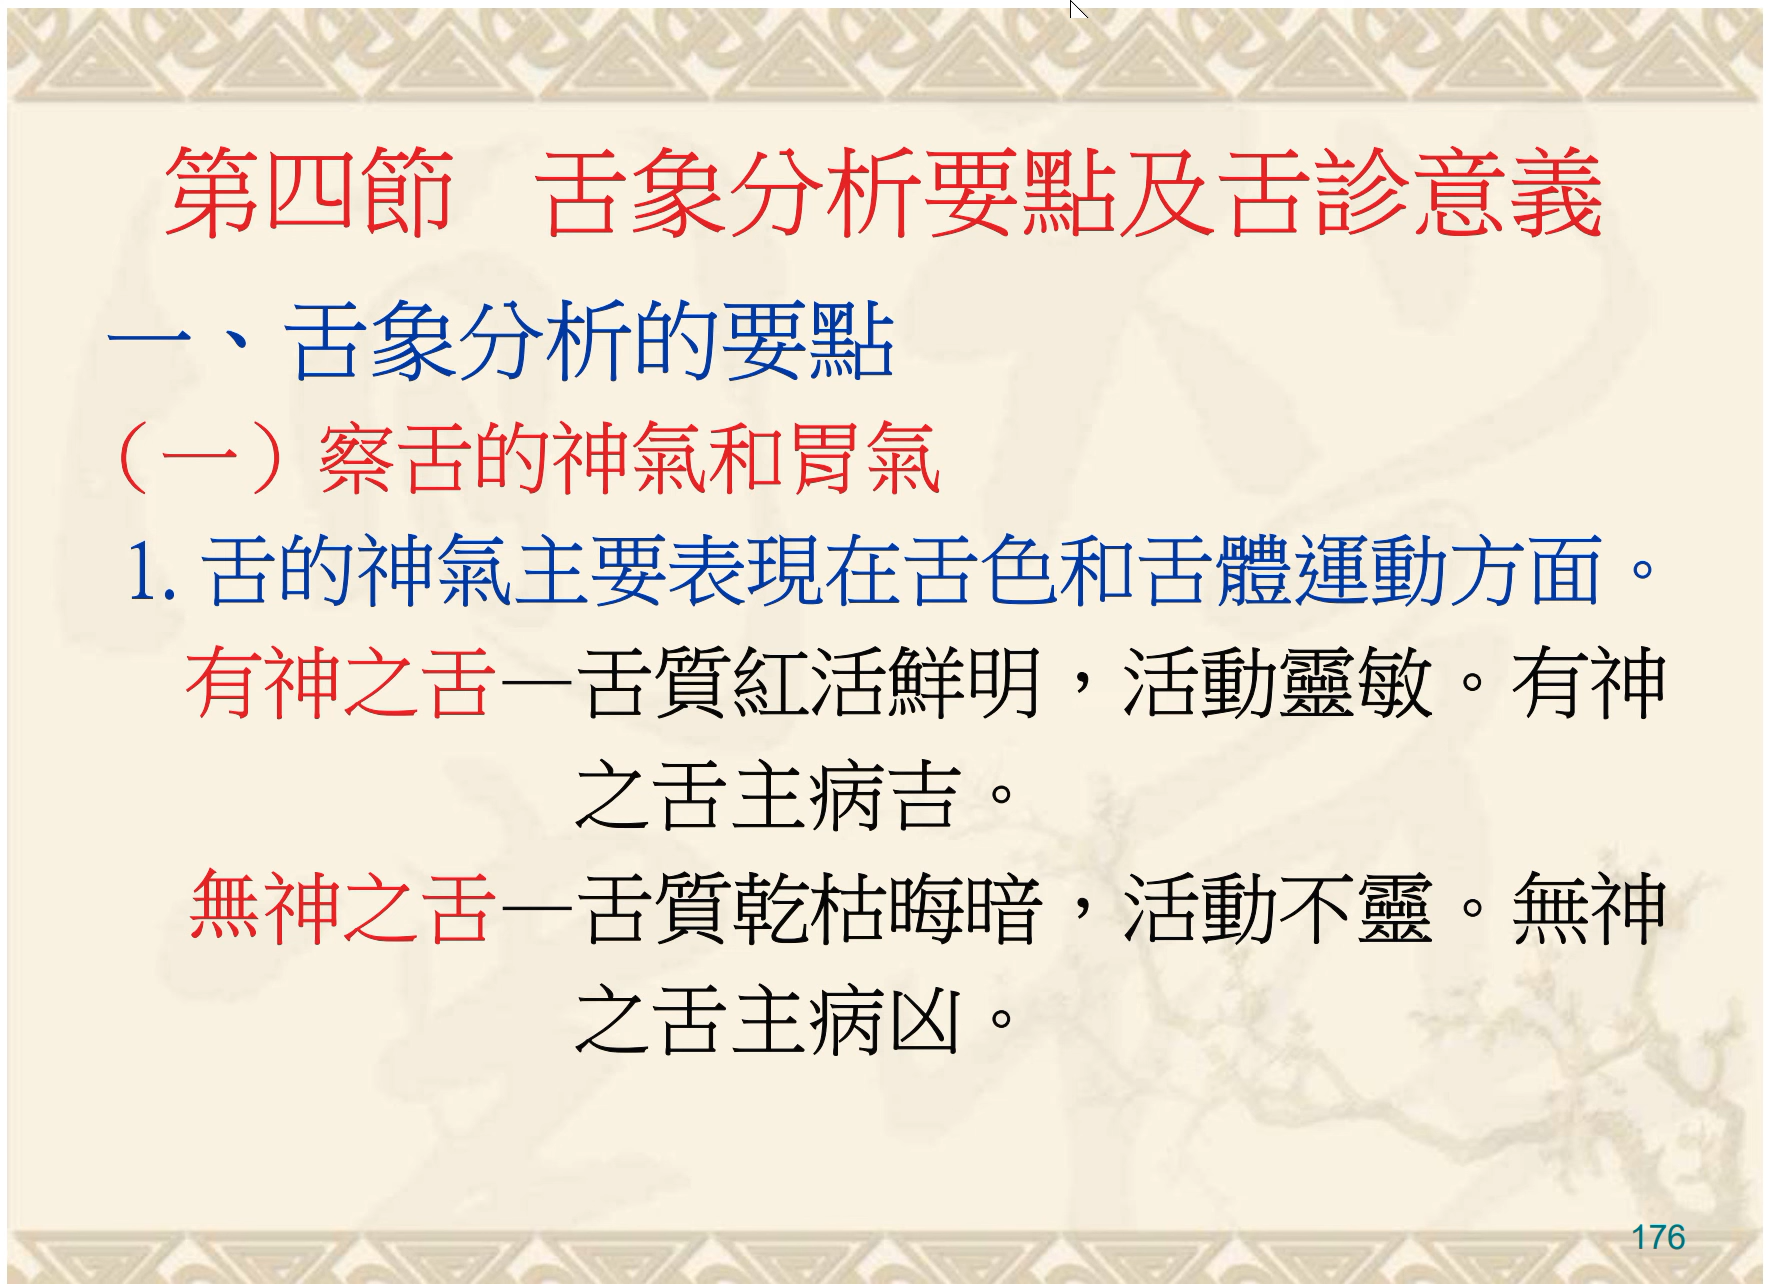 第四節 舌象分析要點及舌診意義
一、舌象分析的要點
（一）察舌的神氣和胃氣
1. 舌的神氣主要表現在舌色和舌體運動方面。
有神之舌—舌質紅活鮮明，活動靈敏。有神
之舌主病吉。
無神之舌—舌質乾枯晦暗，活動不靈。無神
之舌主病凶。
176